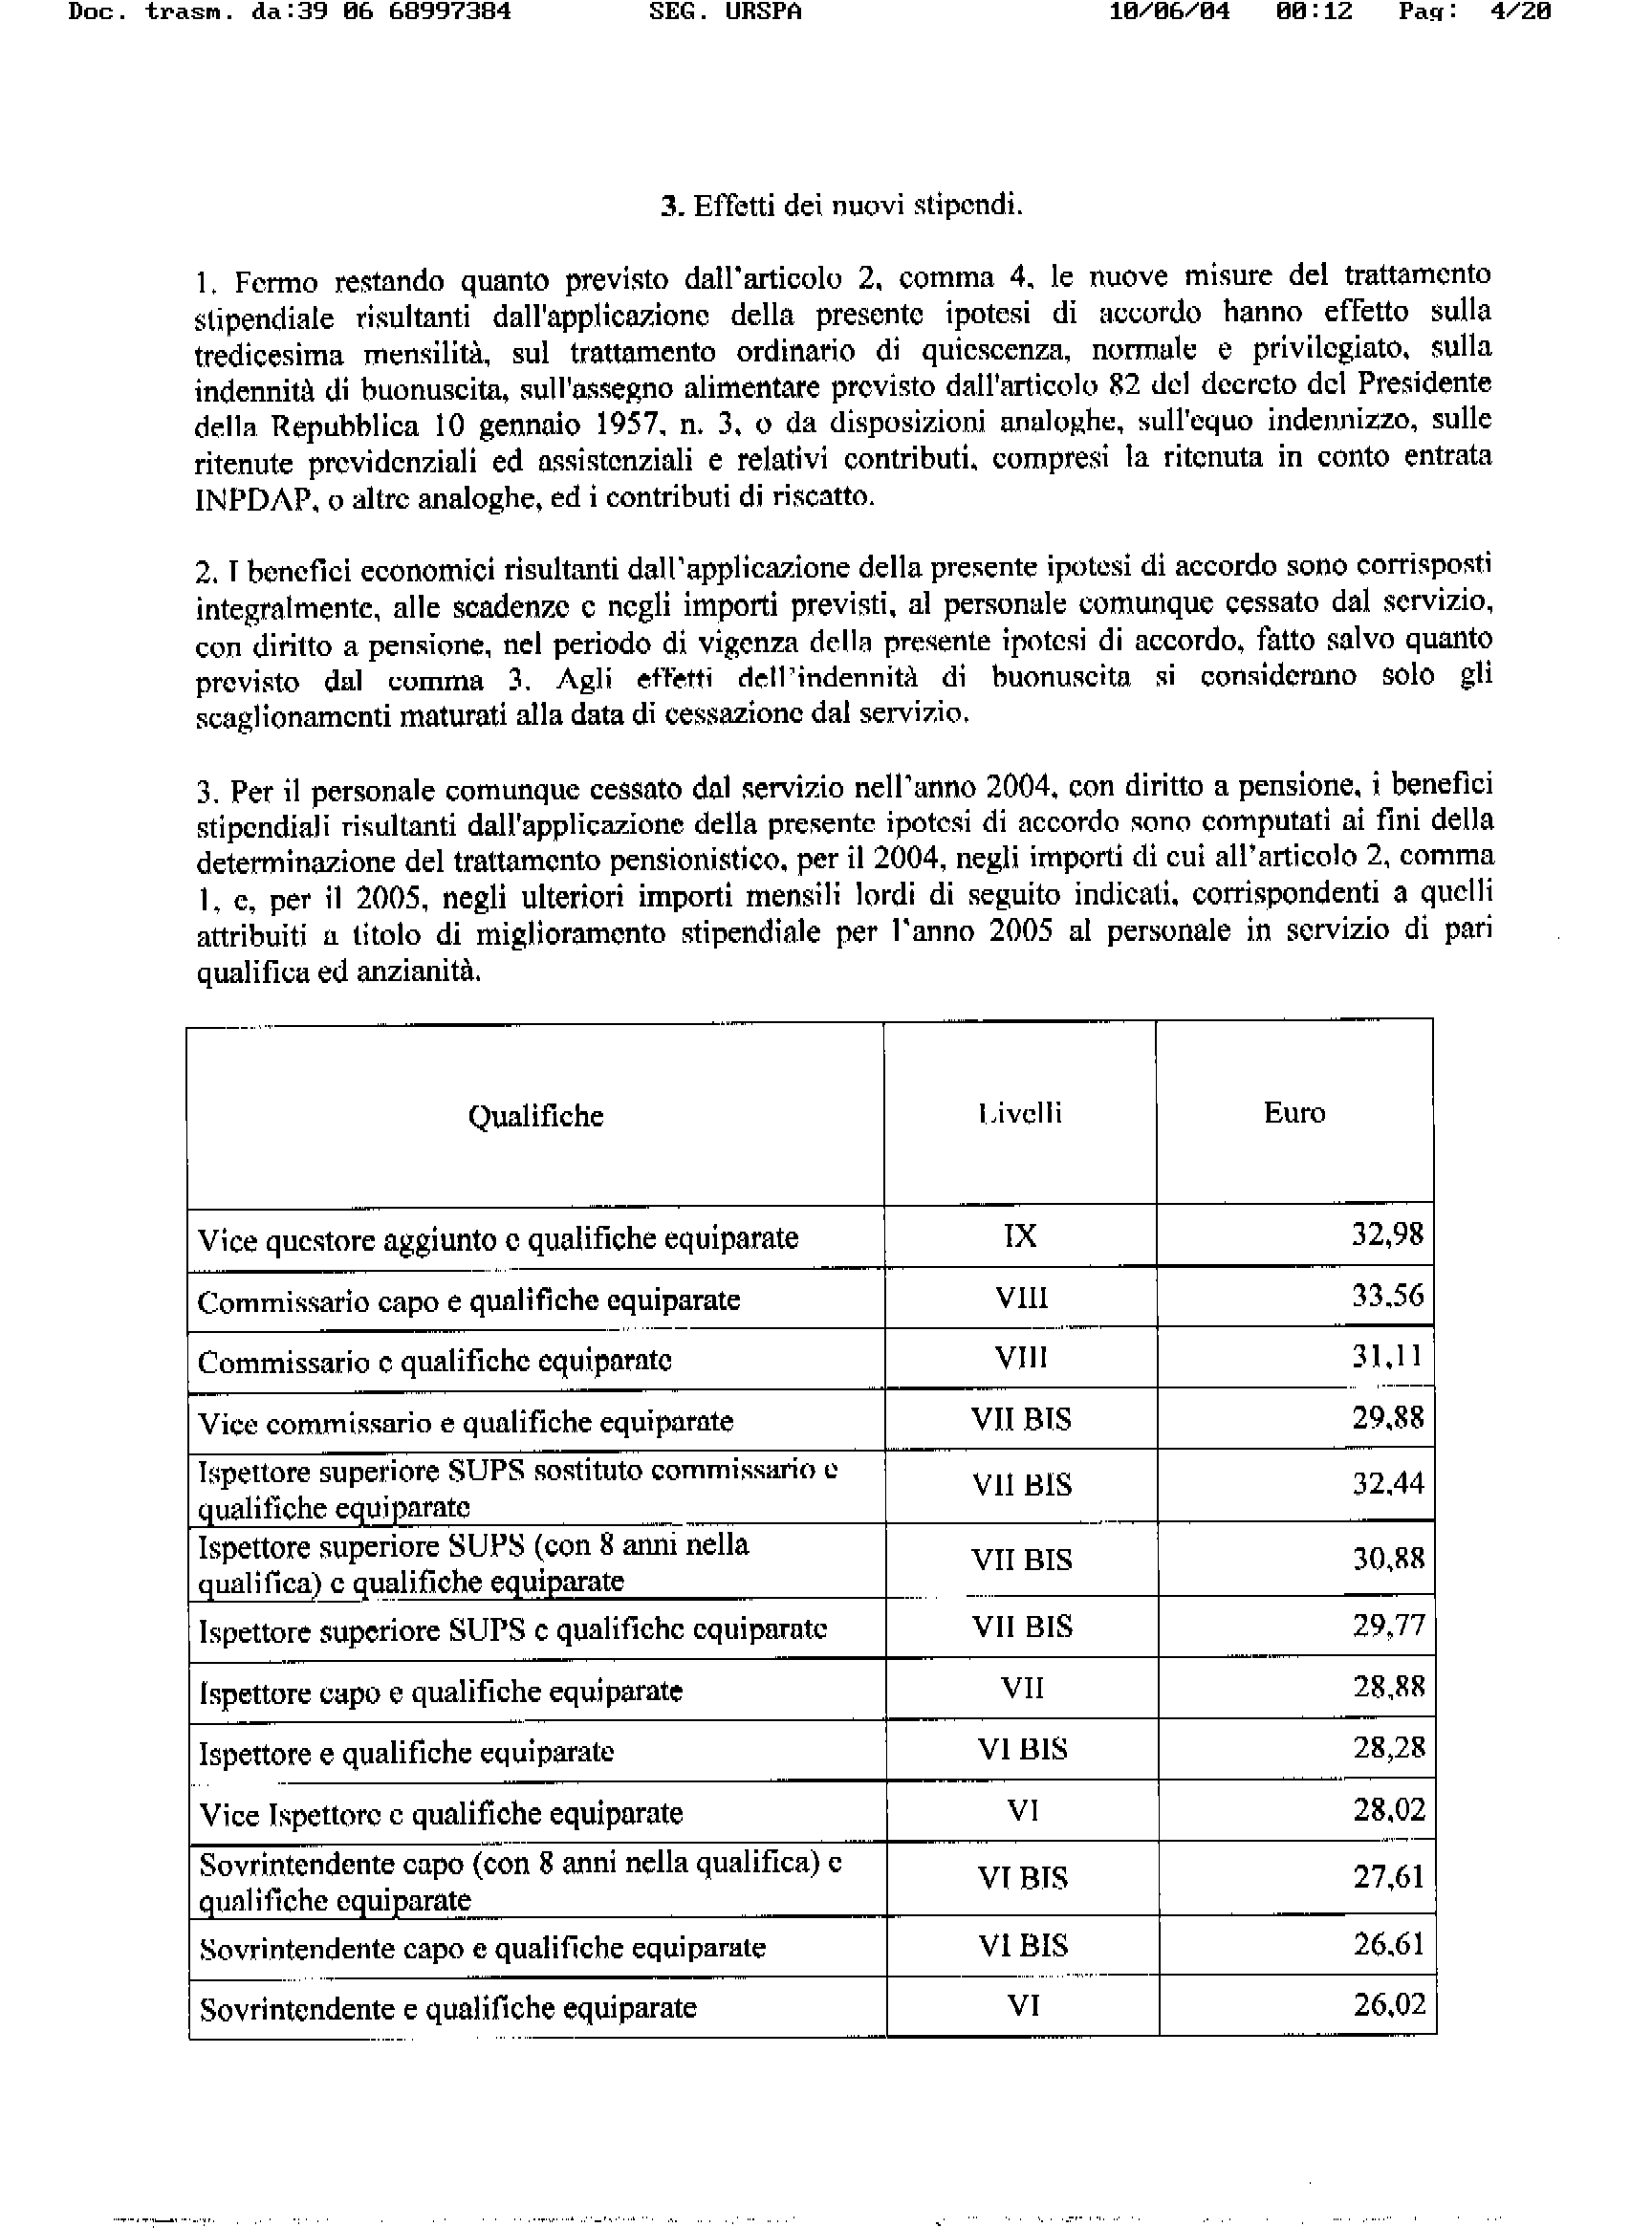 Doc. trasm. da:39 06 68997384 SEG. URSPA 10/06/04 00:12 Pag: 4/20
3. Effetti dei nuovi stipendi.
1. Fermo restando quanto previsto dall'articolo 2, comma 4, le nuove misure del trattamento
stipendiale risultanti dall'applicazione della presente ipotesi di accordo hanno effetto sulla
tredicesima mensilità, sul trattamento ordinario di quiescenza, normale e privilegiato, sulla
indennità di buonuscita, sull'assegno alimentare previsto dall'articolo 82 del decreto del Presidente
della Repubblica 10 gennaio 1957, n. 3, o da disposizioni analoghe, sull'equo indennizzo, sulle
ritenute previdenziali ed assistenziali e relativi contributi, compresi la ritenuta in conto entrata
INPDAP, o altre analoghe, ed i contributi di riscatto.
2. I benefici economici risultanti dall'applicazione della presente ipotesi di accordo sono corrisposti
integralmente, alle scadenze e negli importi previsti, al personale comunque cessato dal servizio,
con diritto a pensione, nel periodo di vigenza della presente ipotesi di accordo, fatto salvo quanto
previsto dal comma 3. Agli effetti dell'indennità di buonuscita si considerano solo gli
scaglionamenti maturati alla data di cessazione dal servizio.
3. Per il personale comunque cessato dal servizio nell'anno 2004, con diritto a pensione, i benefici
stipendiali risultanti dall'applicazione della presente ipotesi di accordo sono computati ai fini della
determinazione del trattamento pensionistico, per il 2004, negli importi di cui all'articolo 2, comma
1, e, per il 2005, negli ulteriori importi mensili lordi di seguito indicati, corrispondenti a quelli
attribuiti a titolo di miglioramento stipendiale per l'anno 2005 al personale in servizio di pari
qualifica ed anzianità.
Qualifiche Livelli Euro
Vice questore aggiunto e qualifiche equiparate IX 32,98
Commissario capo e qualifiche equiparate VIII 33,56
Commissario e qualifiche equiparate VIII 31,11
Vice commissario e qualifiche equiparate VII BIS 29,88
Ispettore superiore SUPS sostituto commissario e
qualifiche equiparate VII BIS 32,44
Ispettore superiore SUPS (con 8 anni nella
qualifica) e qualifiche equiparate VII BIS 30,88
Ispettore superiore SUPS e qualifiche equiparate VII BIS 29,77
Ispettore capo e qualifiche equiparate VII 28,88
Ispettore e qualifiche equiparate VI BIS 28,28
Vice Ispettore e qualifiche equiparate VI 28,02
Sovrintendente capo (con 8 anni nella qualifica) e
qualifiche equiparate VI BIS 27,61
Sovrintendente capo e qualifiche equiparate VI BIS 26,61
Sovrintendente e qualifiche equiparate VI 26,02